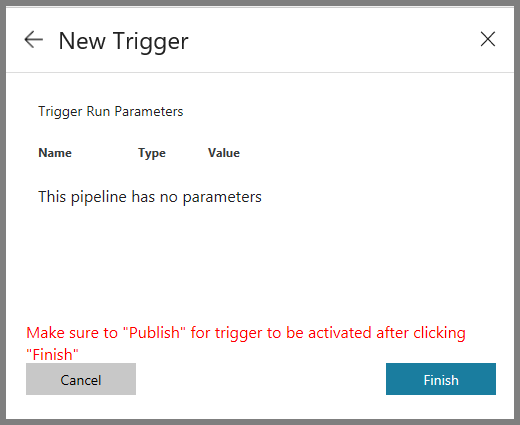 New Trigger
Trigger Run Parameters
Name Type Value
This pipeline has no parameters
Make sure to "Publish" for trigger to be activated after clicking
"Finish"
Cancel Finish